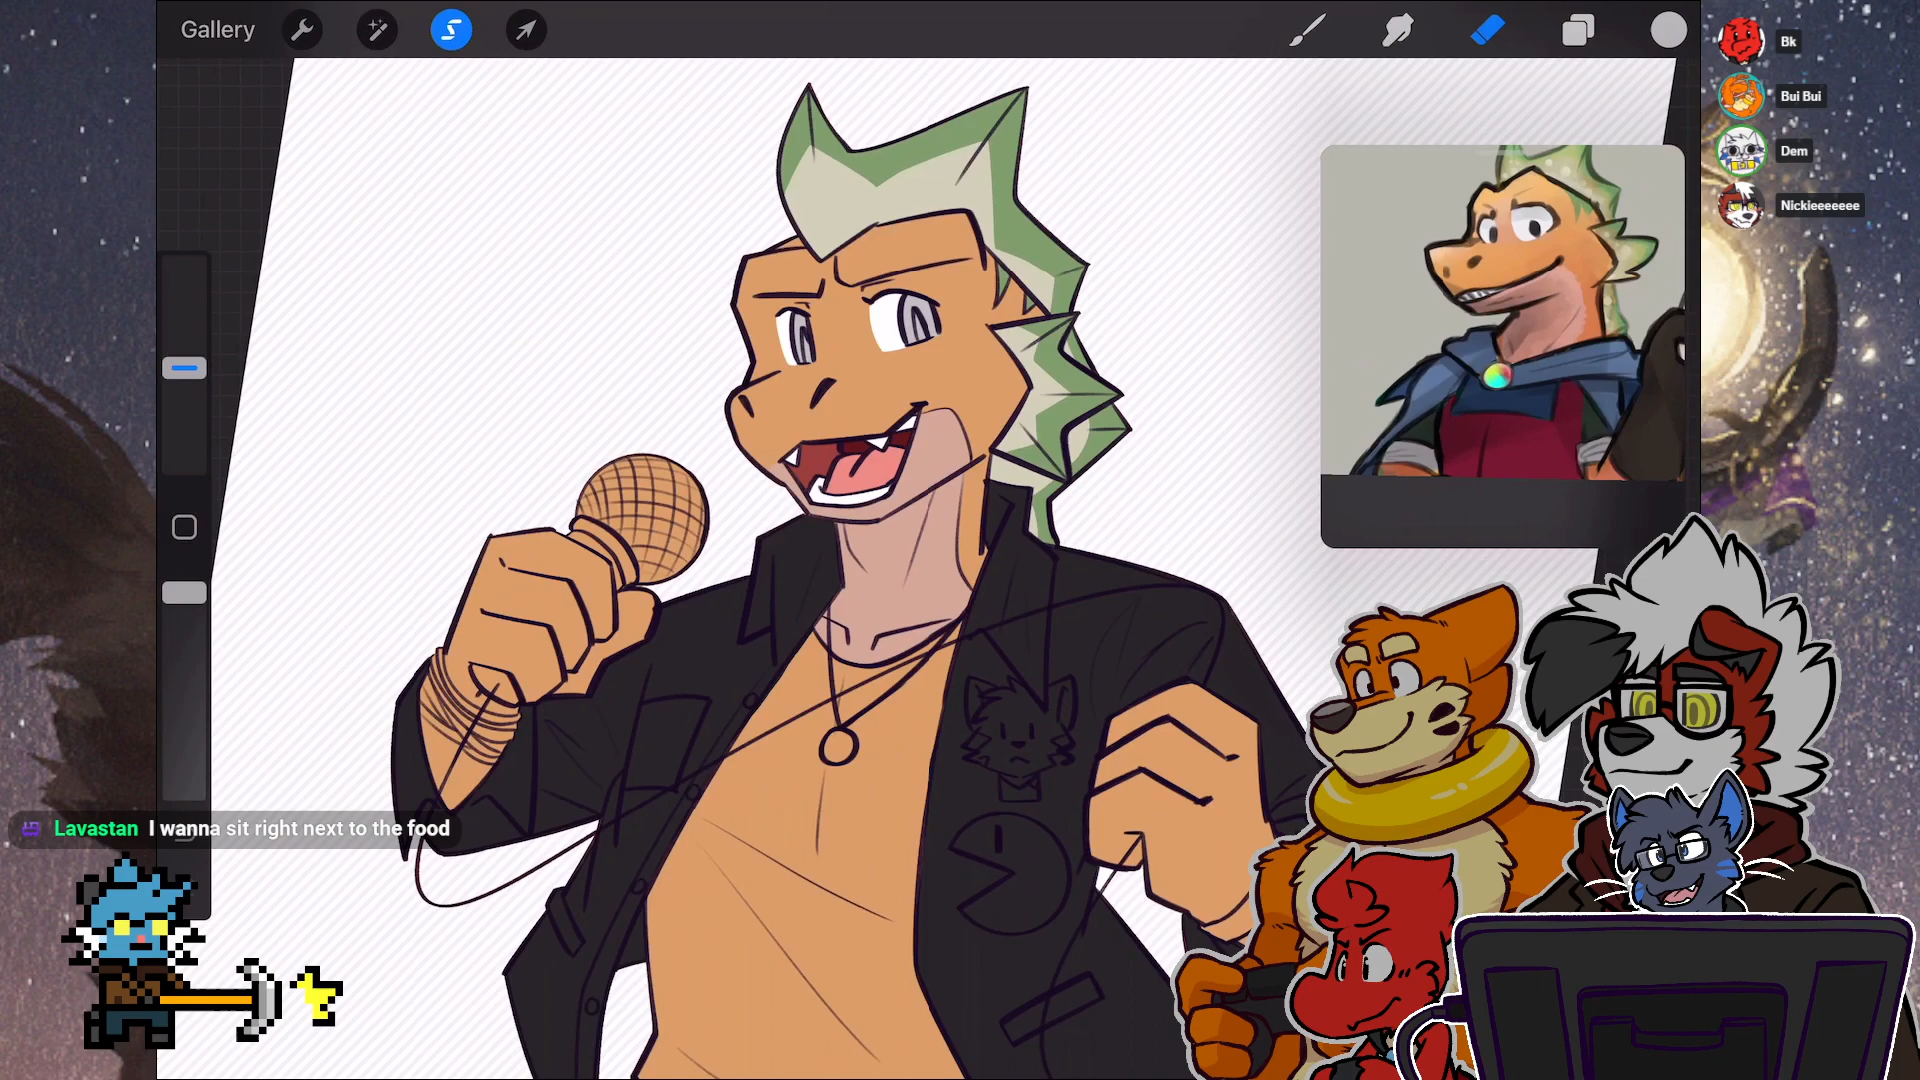 Gallery
Bk
Bui Bui
Dem
Nickieeeeeee
Lavastan I wanna sit right next to the food